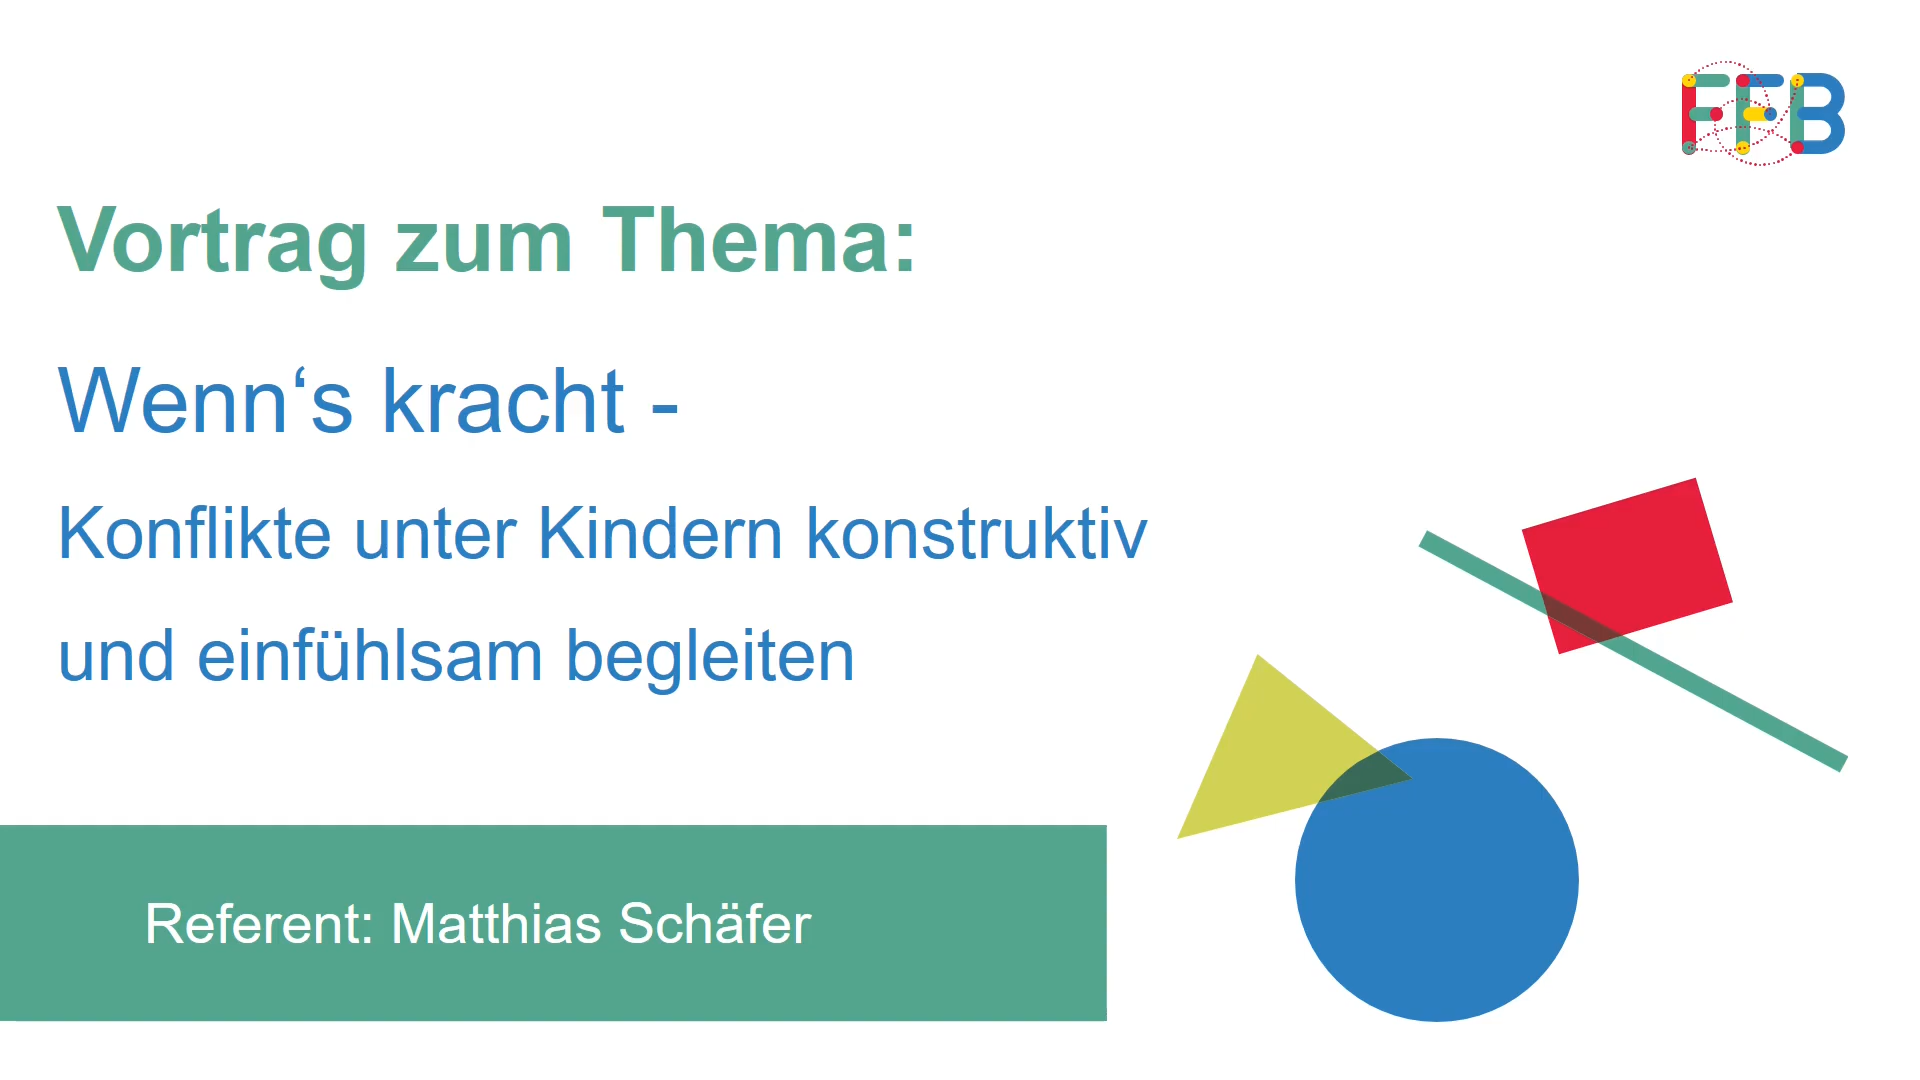 FFB
Vortrag zum Thema:
Wenn‘s kracht -
Konflikte unter Kindern konstruktiv
und einfühlsam begleiten
Referent: Matthias Schäfer